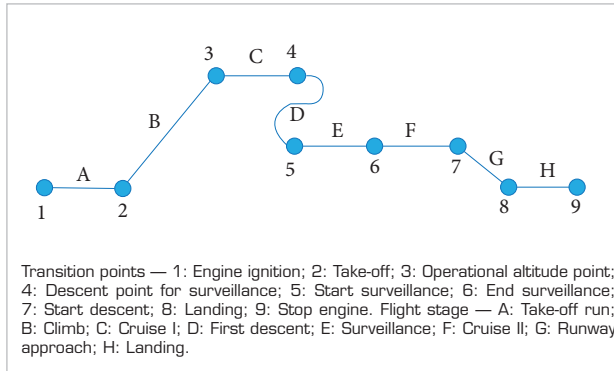 3 C 4
B D
E F
5 6 7
A G H
1 2 8 9
Transition points — 1: Engine ignition; 2: Take-off; 3: Operational altitude point;
4: Descent point for surveillance; 5: Start surveillance; 6: End surveillance;
7: Start descent; 8: Landing; 9: Stop engine. Flight stage — A: Take-off run;
B: Climb; C: Cruise I; D: First descent; E: Surveillance; F: Cruise II; G: Runway
approach; H: Landing.